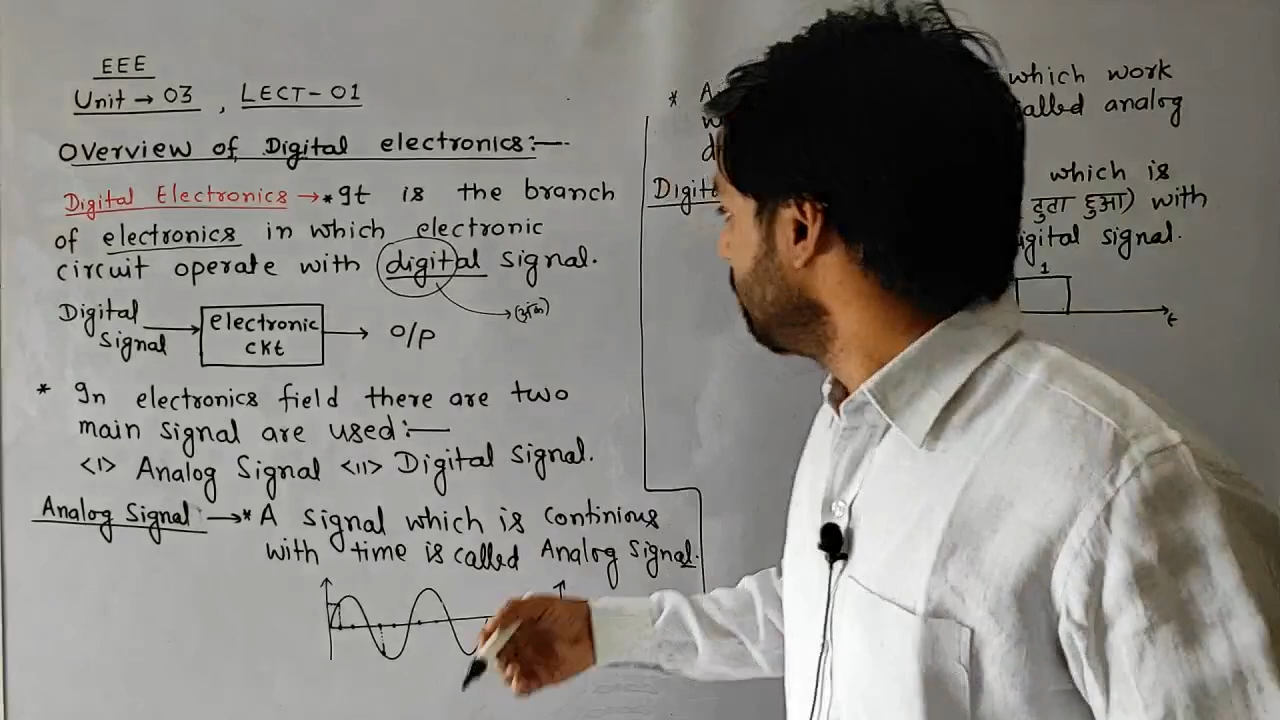 EEE
Unit → 03 , LECT-01
Overview of Digital electronics:—
Digital Electronics → * It is the branch
of electronics in which electronic
circuit operate with digital signal.
(अंक)
Digital
Signal
electronic
ckt
O/P
* In electronics field there are two
main signal are used:—
<I> Analog Signal <II> Digital signal.
Analog Signal → * A signal which is continious
with time is called Analog signal.
* A which work
called analog
Digital
which is
टुता हुआ) with
digital signal.
1
t